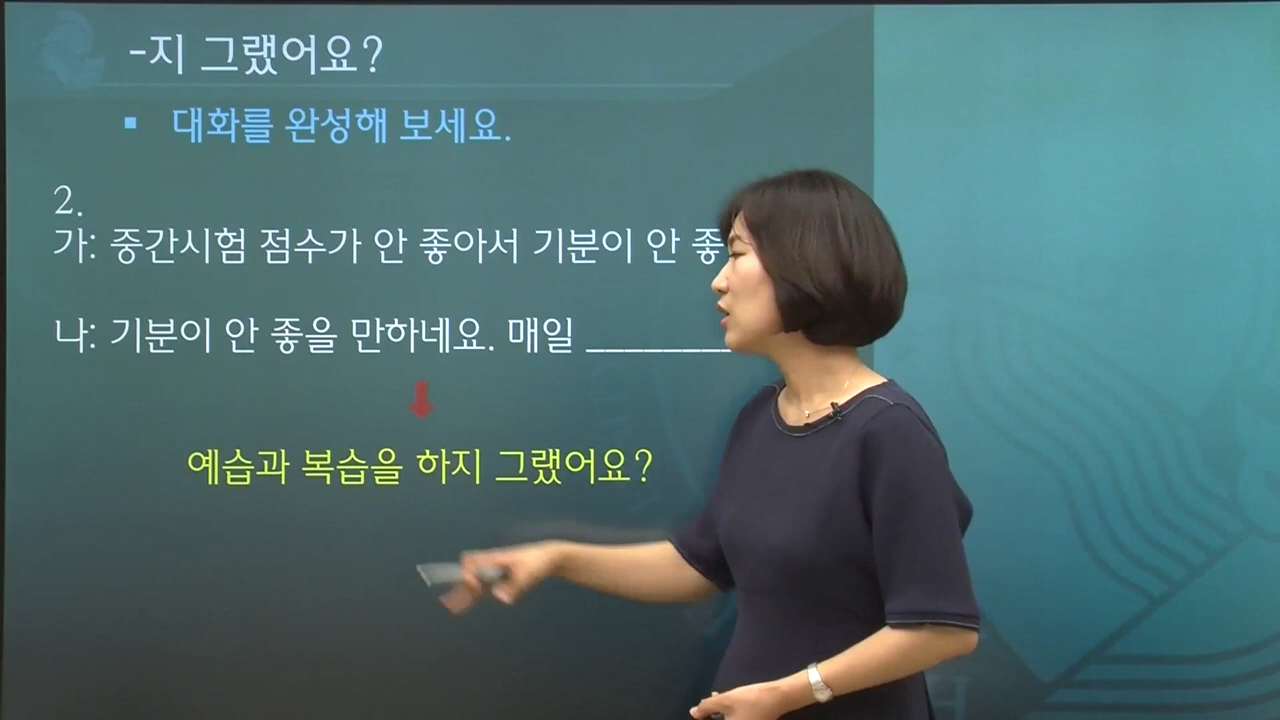 -지 그랬어요?
▪ 대화를 완성해 보세요.
2.
가: 중간시험 점수가 안 좋아서 기분이 안
나: 기분이 안 좋을 만하네요. 매일 ________
예습과 복습을 하지 그랬어요?